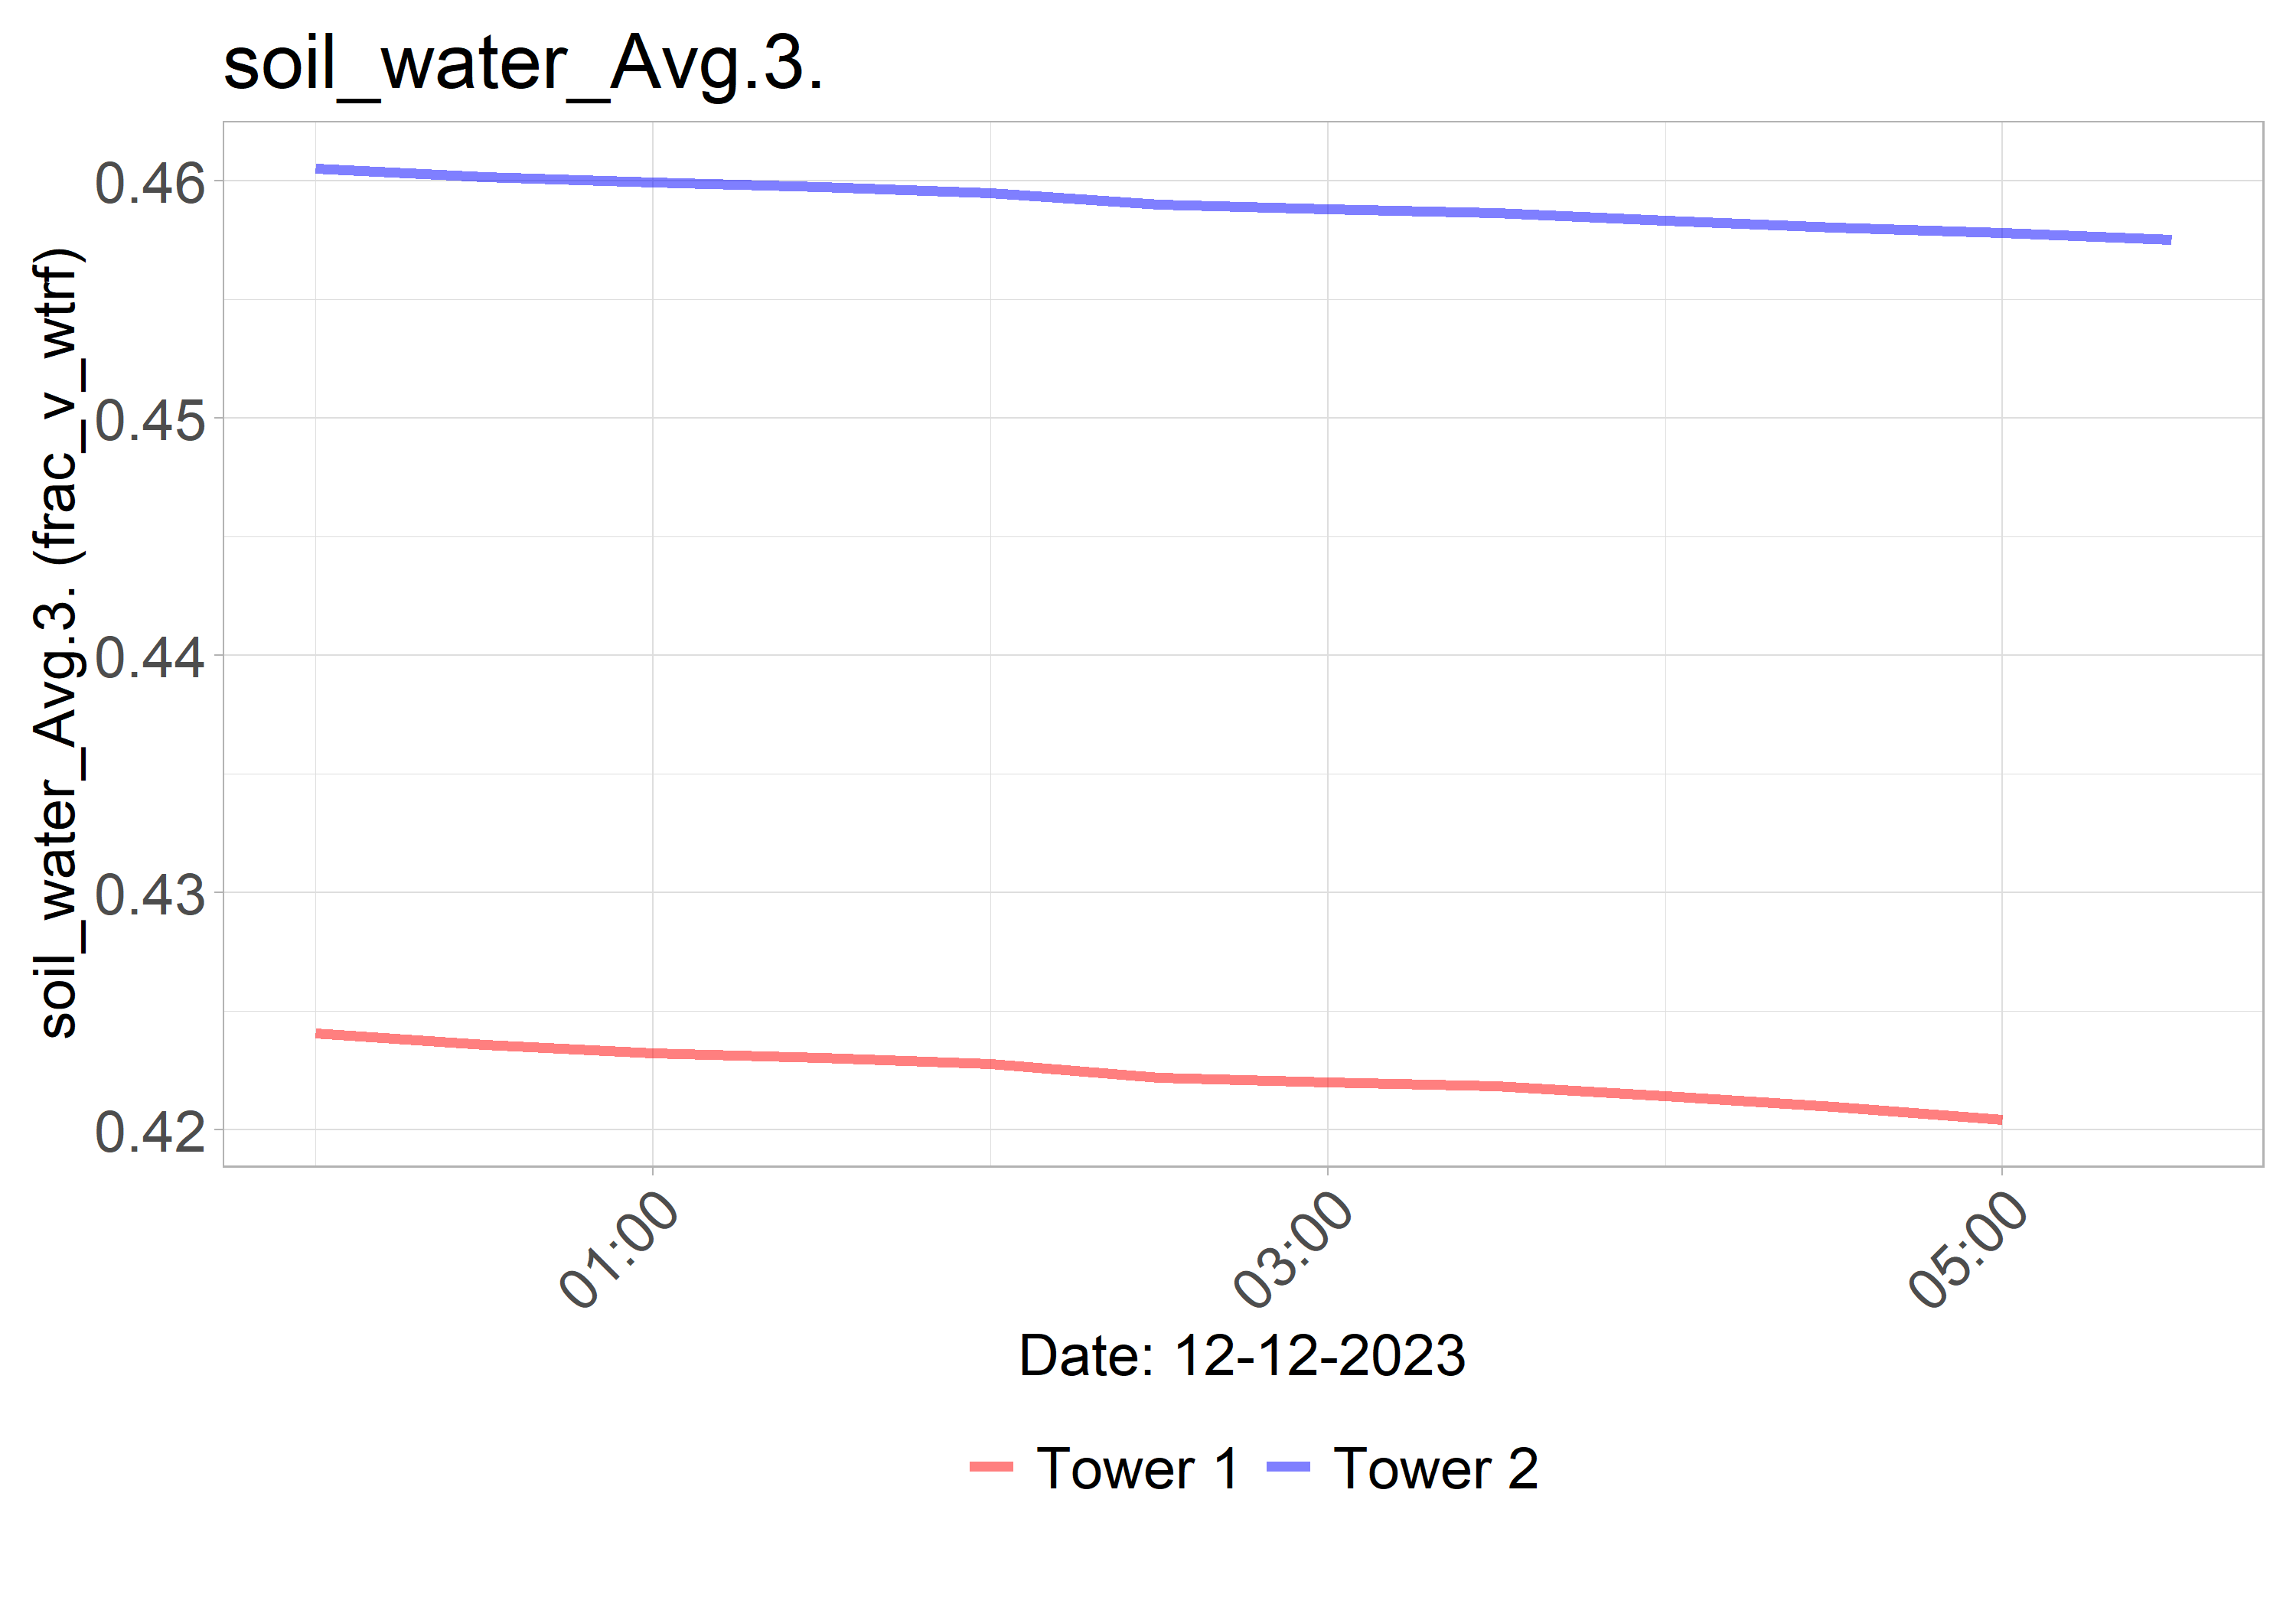 soil_water_Avg.3.
soil_water_Avg.3. (frac_v_wtrf)
0.46
0.45
0.44
0.43
0.42
01:00
03:00
05:00
Date: 12-12-2023
Tower 1
Tower 2